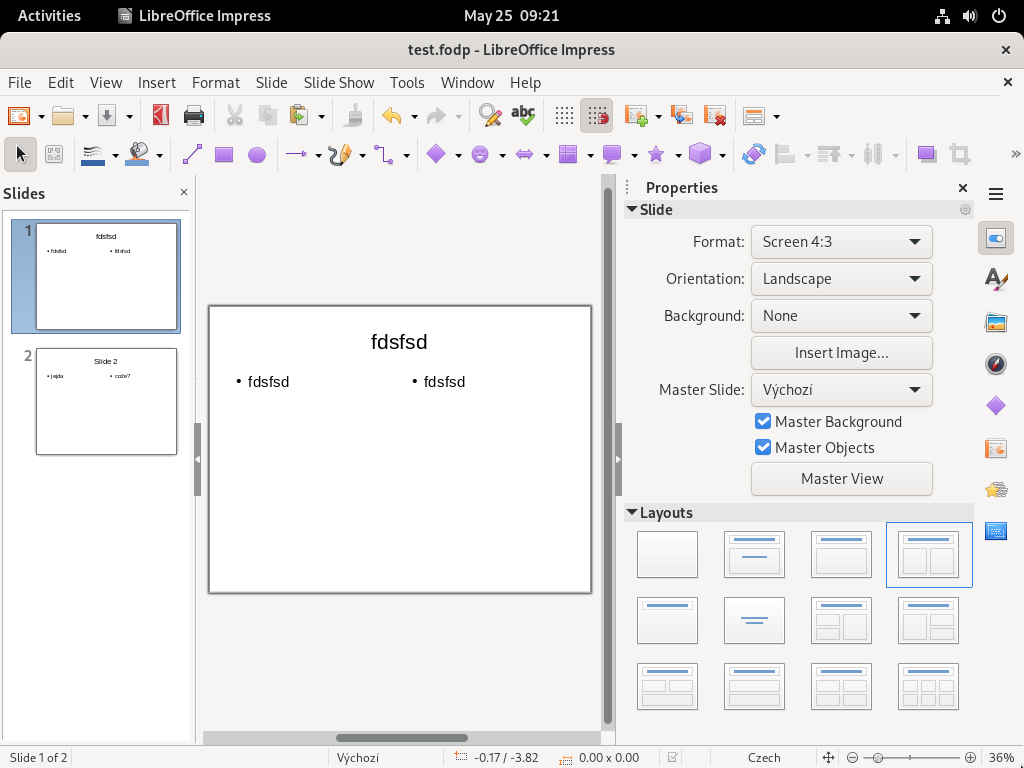 Activities LibreOffice Impress May 25 09:21
test.fodp - LibreOffice Impress
File Edit View Insert Format Slide Slide Show Tools Window Help
abc
Slides
1
fdsfsd
• fdsfsd • fdsfsd
2
Slide 2
• jejda • cože?
fdsfsd
• fdsfsd • fdsfsd
Properties
Slide
Format: Screen 4:3
Orientation: Landscape
Background: None
Insert Image...
Master Slide: Výchozí
Master Background
Master Objects
Master View
Layouts
Slide 1 of 2 Výchozí -0.17 / -3.82 0.00 x 0.00 Czech 36%